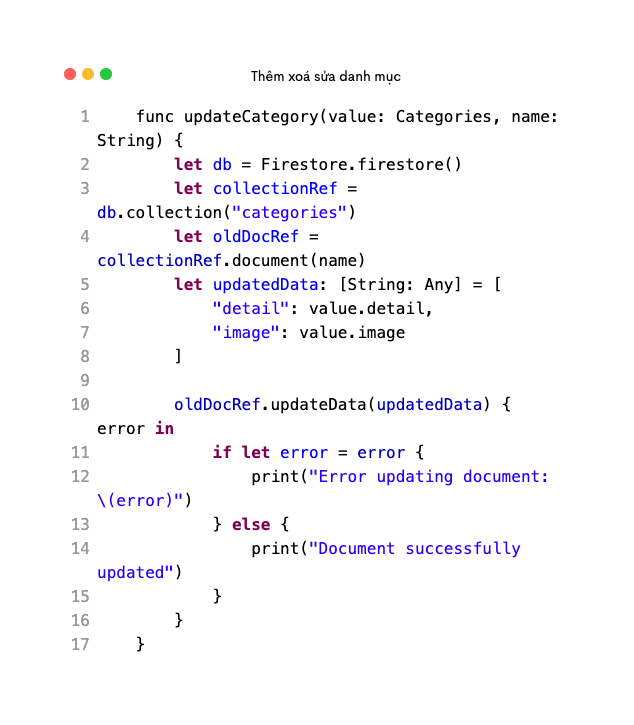 Thêm xoá sửa danh mục
1 func updateCategory(value: Categories, name:
String) {
2 let db = Firestore.firestore()
3 let collectionRef =
db.collection("categories")
4 let oldDocRef =
collectionRef.document(name)
5 let updatedData: [String: Any] = [
6 "detail": value.detail,
7 "image": value.image
8 ]
9
10 oldDocRef.updateData(updatedData) {
error in
11 if let error = error {
12 print("Error updating document:
\(error)")
13 } else {
14 print("Document successfully
updated")
15 }
16 }
17 }